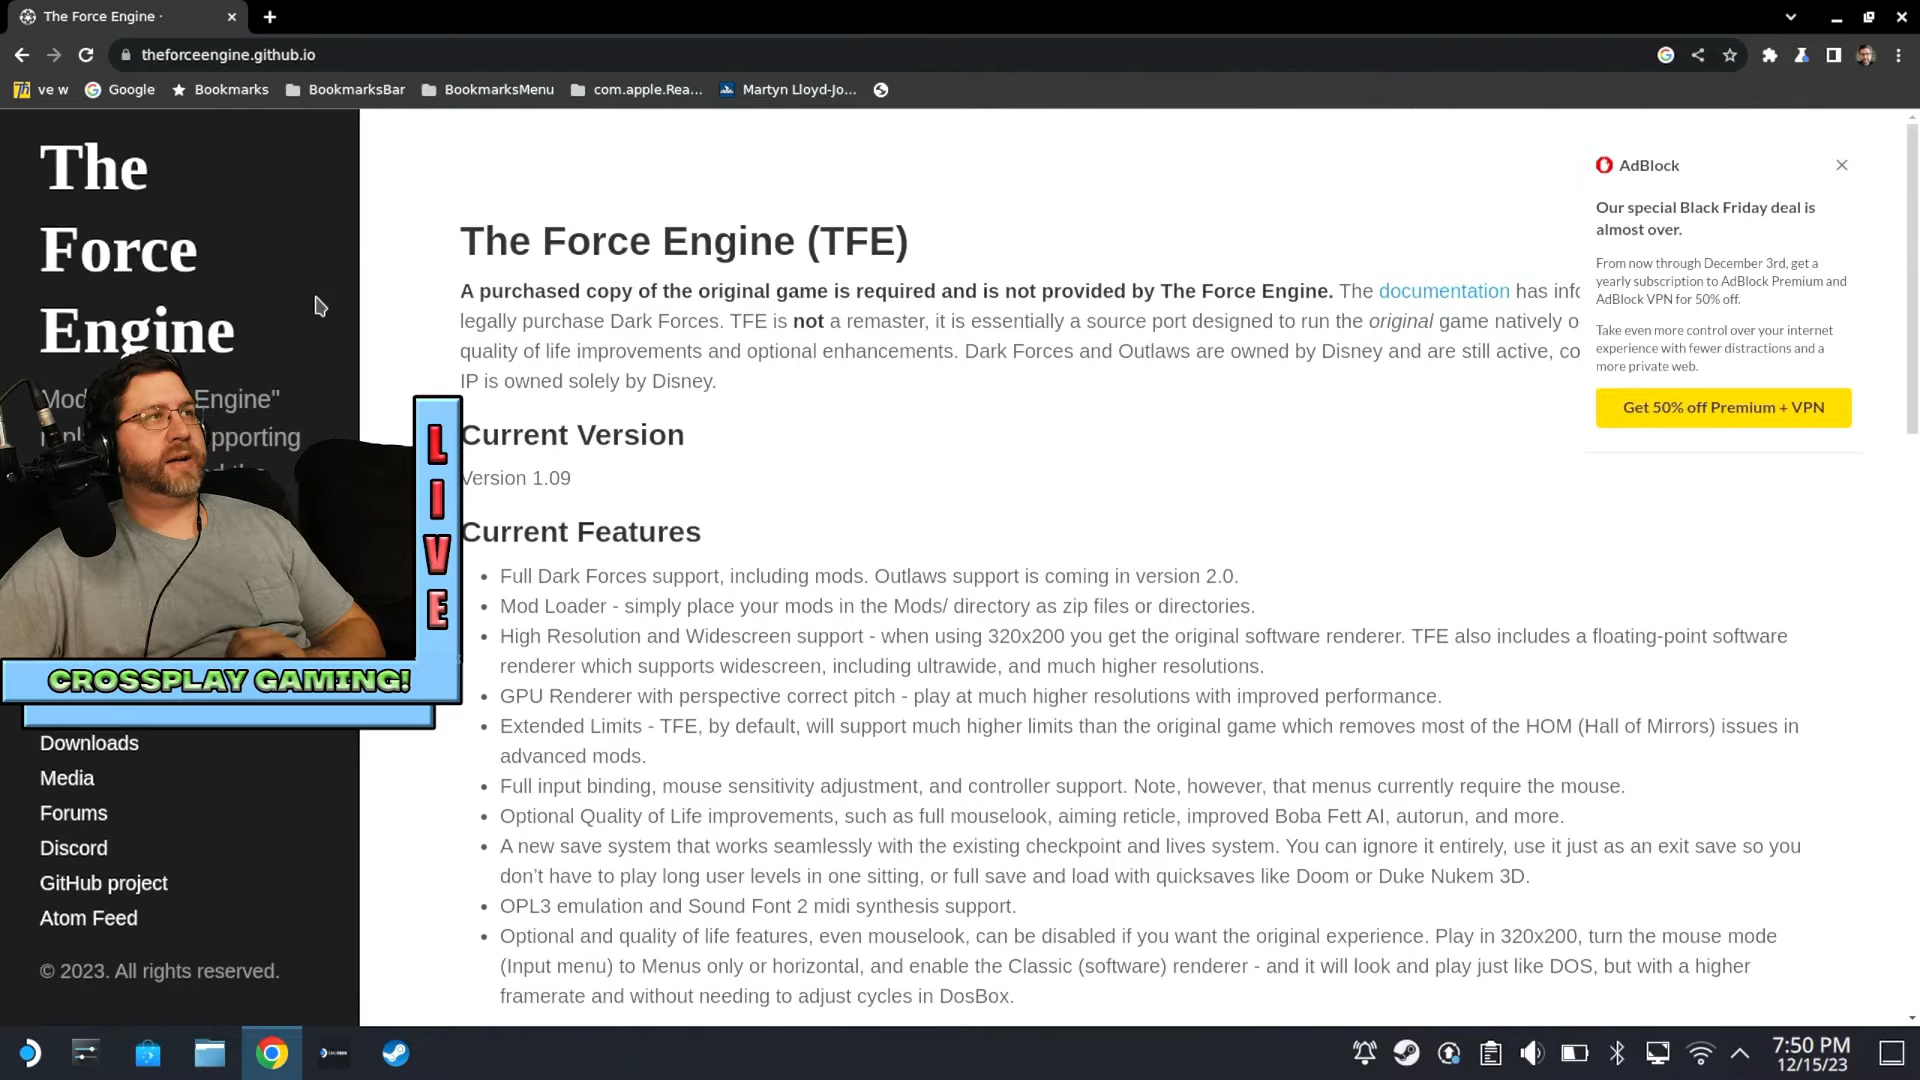 The Force Engine ·
theforceengine.github.io
ve w
Google
Bookmarks
BookmarksBar
BookmarksMenu
com.apple.Rea...
Martyn Lloyd-Jo...
The
Force
Engine
Engine"
pporting
Downloads
Media
Forums
Discord
GitHub project
Atom Feed
© 2023. All rights reserved.
LIVE
CROSSPLAY GAMING!
The Force Engine (TFE)
A purchased copy of the original game is required and is not provided by The Force Engine. The documentation has
legally purchase Dark Forces. TFE is not a remaster, it is essentially a source port designed to run the original game natively
quality of life improvements and optional enhancements. Dark Forces and Outlaws are owned by Disney and are still active,
IP is owned solely by Disney.
Current Version
Version 1.09
Current Features
• Full Dark Forces support, including mods. Outlaws support is coming in version 2.0.
• Mod Loader - simply place your mods in the Mods/ directory as zip files or directories.
• High Resolution and Widescreen support - when using 320x200 you get the original software renderer. TFE also includes a floating-point software
renderer which supports widescreen, including ultrawide, and much higher resolutions.
• GPU Renderer with perspective correct pitch - play at much higher resolutions with improved performance.
• Extended Limits - TFE, by default, will support much higher limits than the original game which removes most of the HOM (Hall of Mirrors) issues in
advanced mods.
• Full input binding, mouse sensitivity adjustment, and controller support. Note, however, that menus currently require the mouse.
• Optional Quality of Life improvements, such as full mouselook, aiming reticle, improved Boba Fett AI, autorun, and more.
• A new save system that works seamlessly with the existing checkpoint and lives system. You can ignore it entirely, use it just as an exit save so you
don’t have to play long user levels in one sitting, or full save and load with quicksaves like Doom or Duke Nukem 3D.
• OPL3 emulation and Sound Font 2 midi synthesis support.
• Optional and quality of life features, even mouselook, can be disabled if you want the original experience. Play in 320x200, turn the mouse mode
(Input menu) to Menus only or horizontal, and enable the Classic (software) renderer - and it will look and play just like DOS, but with a higher
framerate and without needing to adjust cycles in DosBox.
AdBlock
Our special Black Friday deal is
almost over.
From now through December 3rd, get a
yearly subscription to AdBlock Premium and
AdBlock VPN for 50% off.
Take even more control over your internet
experience with fewer distractions and a
more private web.
Get 50% off Premium + VPN
7:50 PM
12/15/23